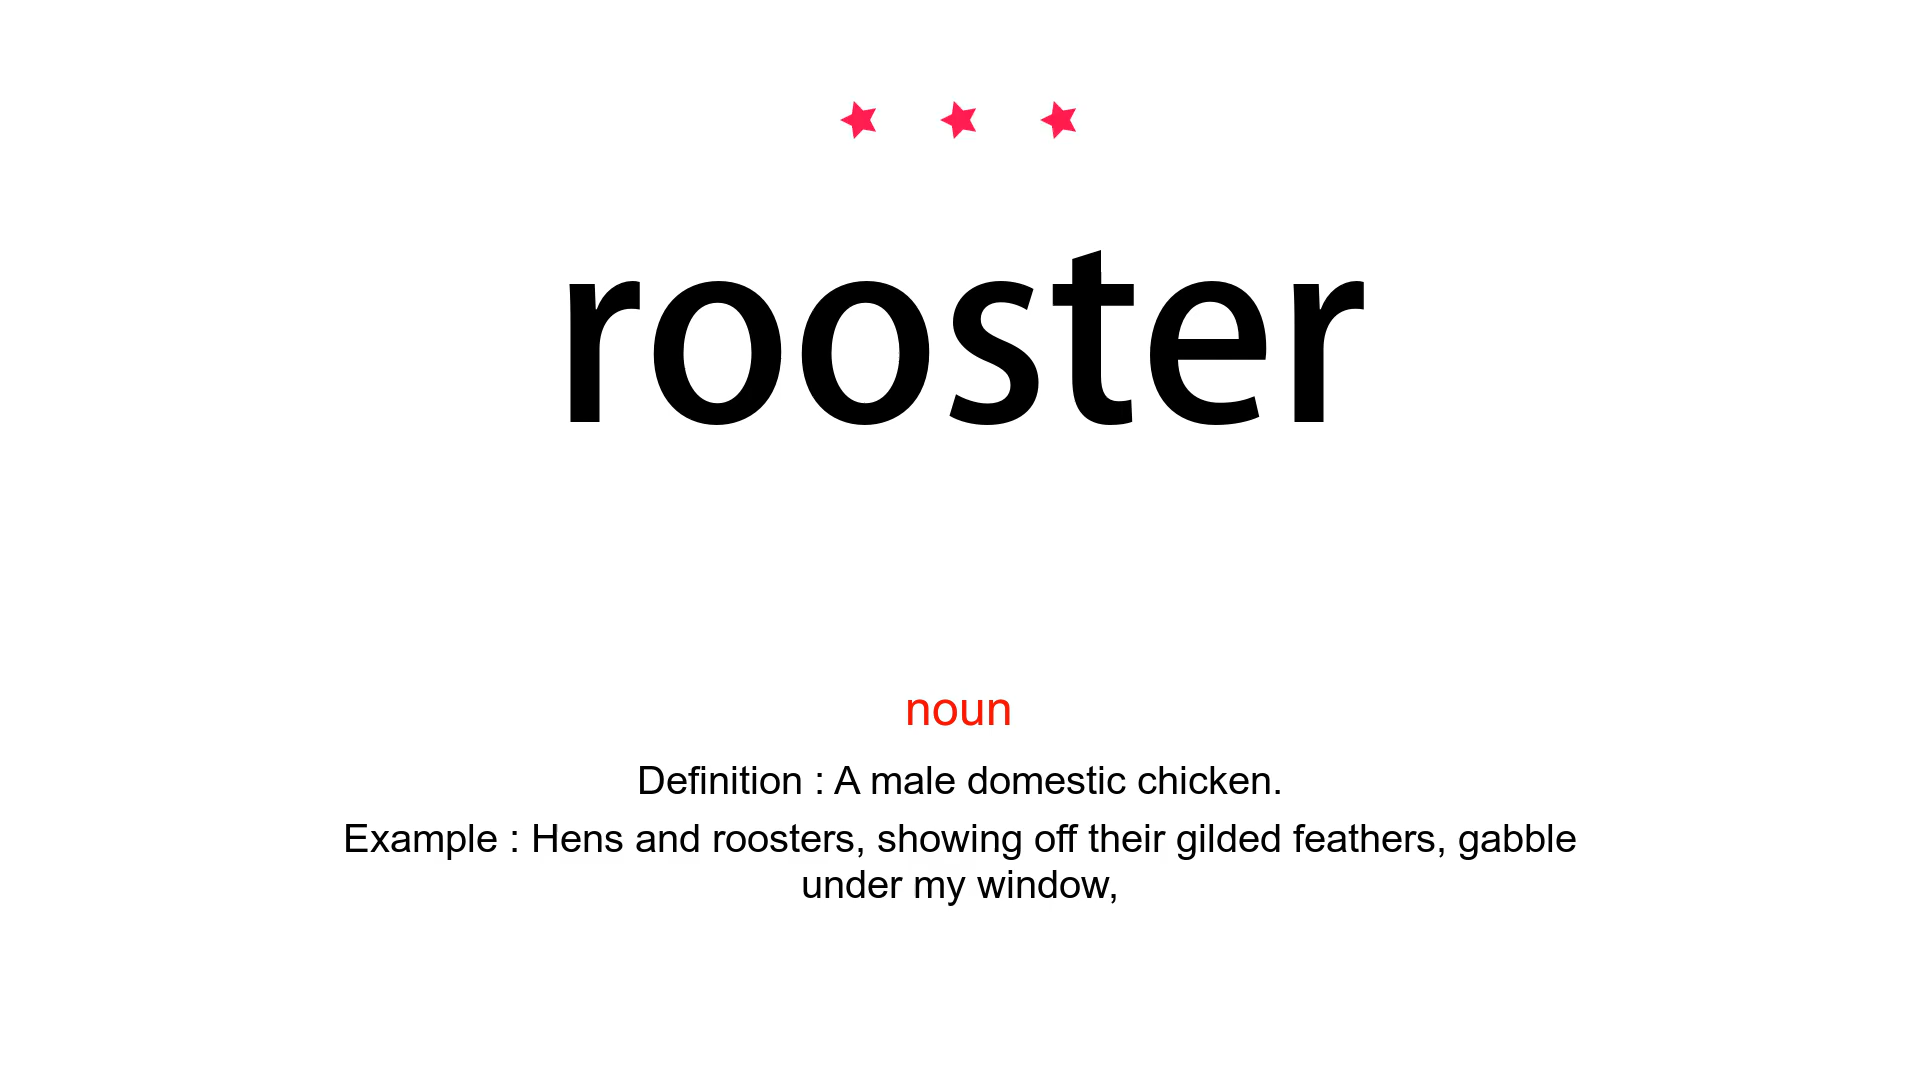 rooster
noun
Definition : A male domestic chicken.
Example : Hens and roosters, showing off their gilded feathers, gabble
under my window,